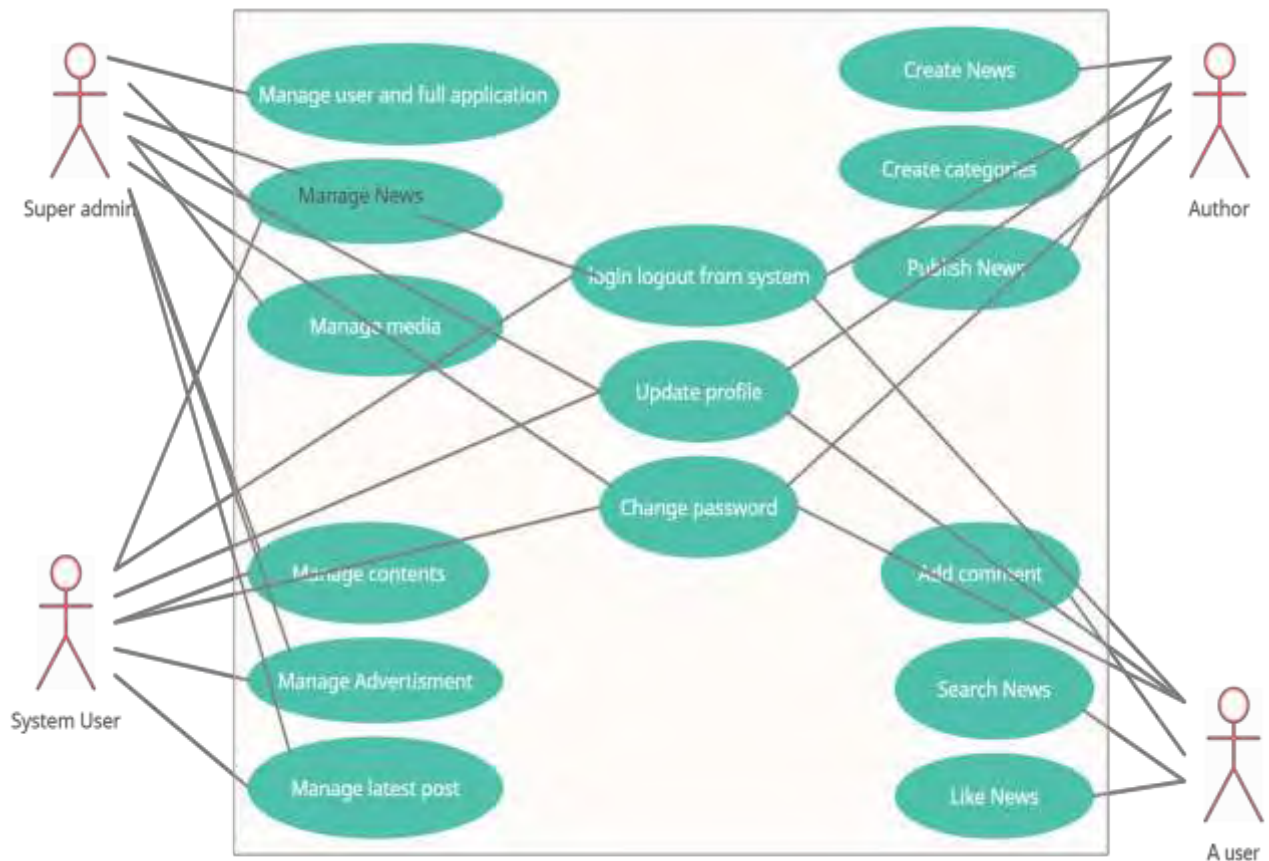 Manage user and full application
Create News
Super admin
Manage News
Create categories
Author
login logout from system
Publish News
Manage media
Update profile
Change password
System User
Manage contents
Add comment
Manage Advertisment
Search News
Manage latest post
Like News
A user